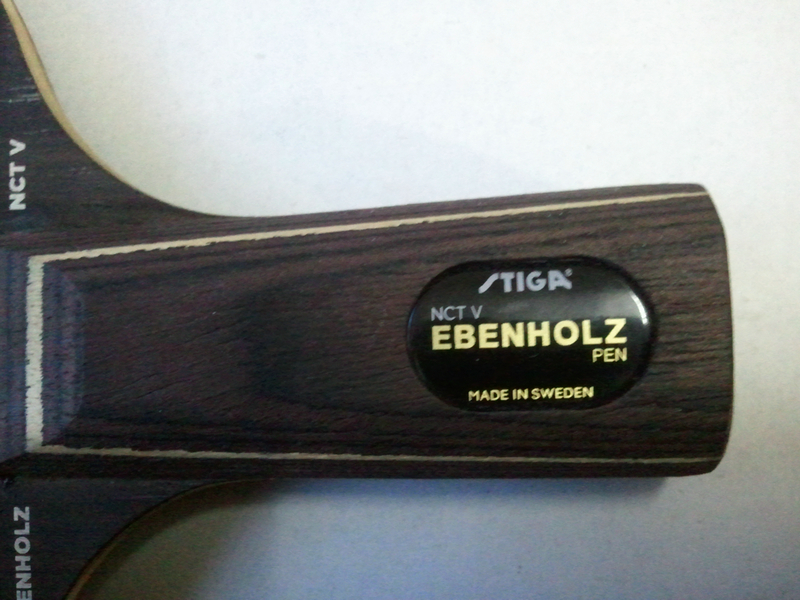 NCT V
STIGA®
NCT V
EBENHOLZ
PEN
MADE IN SWEDEN
ENHOLZ